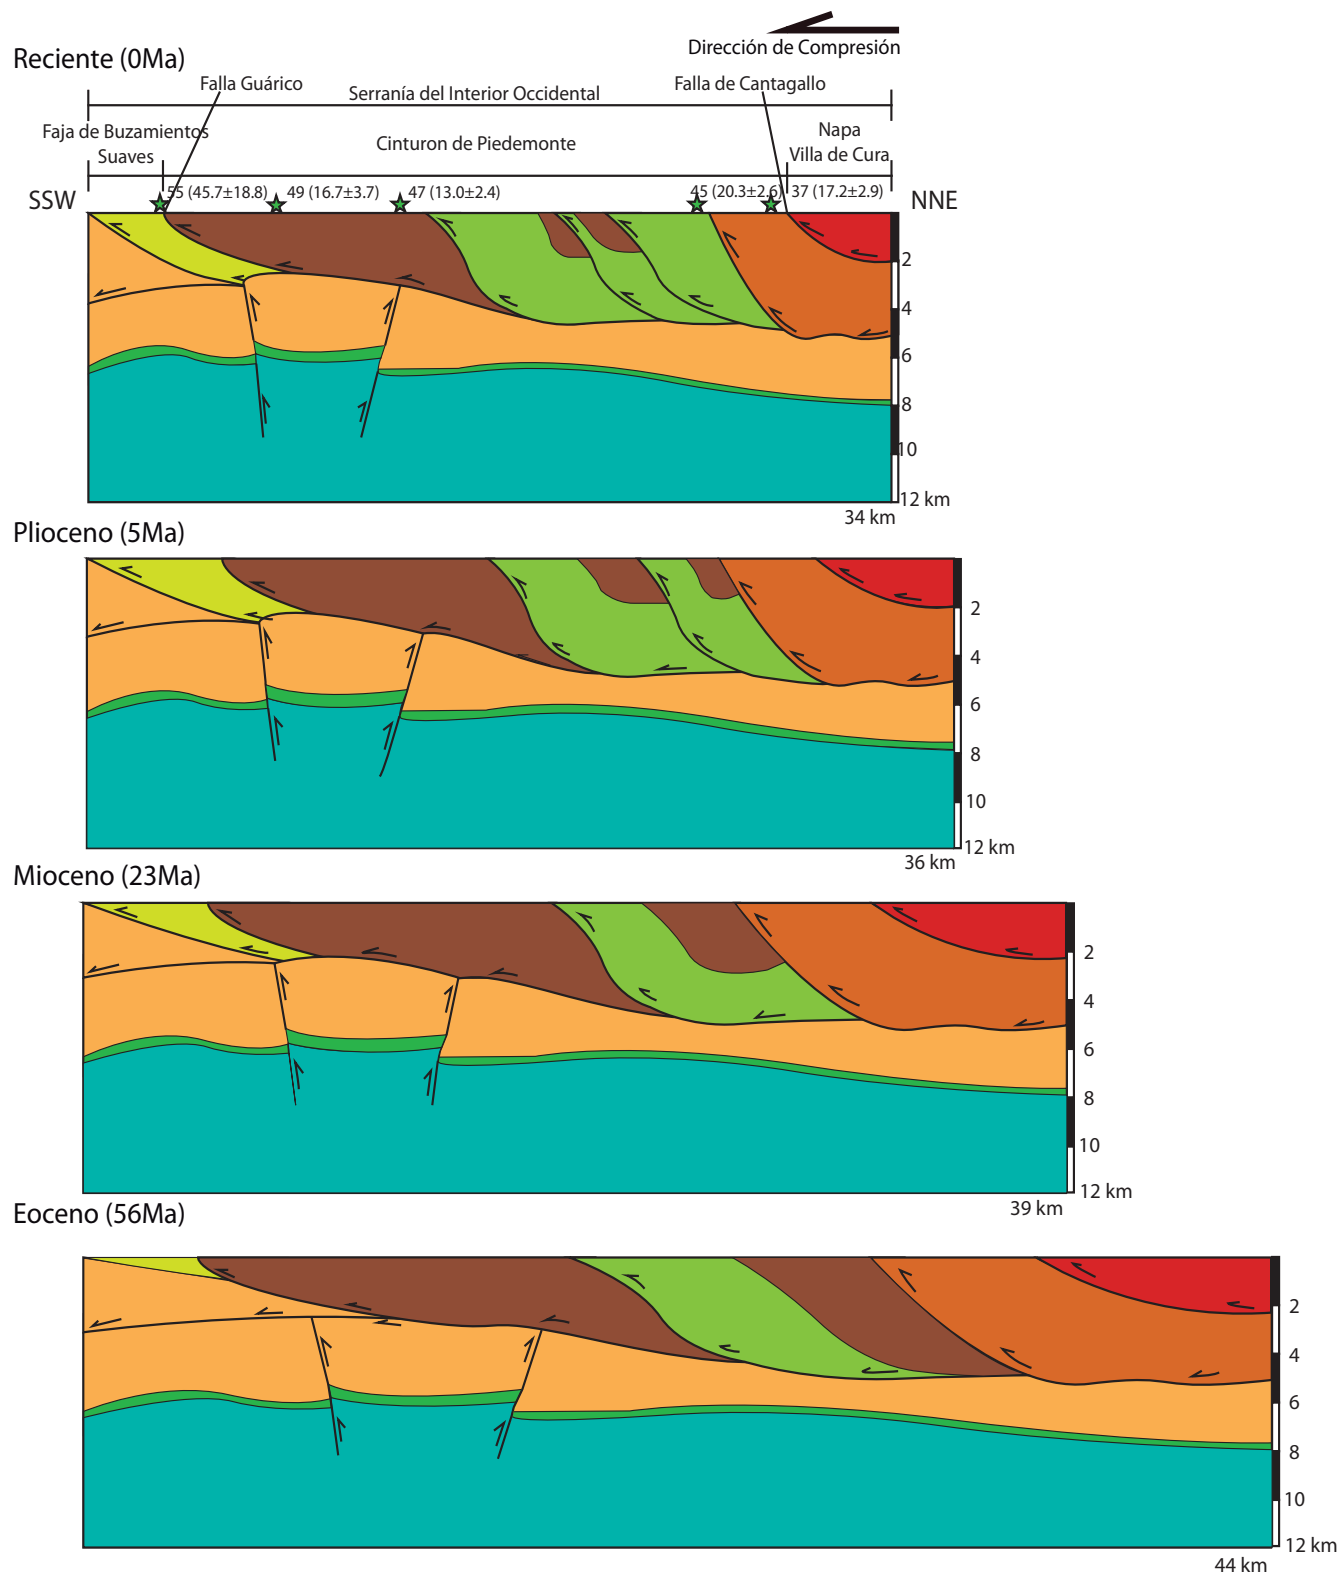 Dirección de Compresión
Reciente (0Ma)
Falla Guárico
Falla de Cantagallo
Serranía del Interior Occidental
Faja de Buzamientos
Suaves
Cinturon de Piedemonte
Napa
Villa de Cura
SSW
55 (45.7±18.8)
49 (16.7±3.7)
47 (13.0±2.4)
45 (20.3±2.6)
37 (17.2±2.9)
NNE
2
4
6
8
10
12 km
34 km
Plioceno (5Ma)
2
4
6
8
10
12 km
36 km
Mioceno (23Ma)
2
4
6
8
10
12 km
39 km
Eoceno (56Ma)
2
4
6
8
10
12 km
44 km